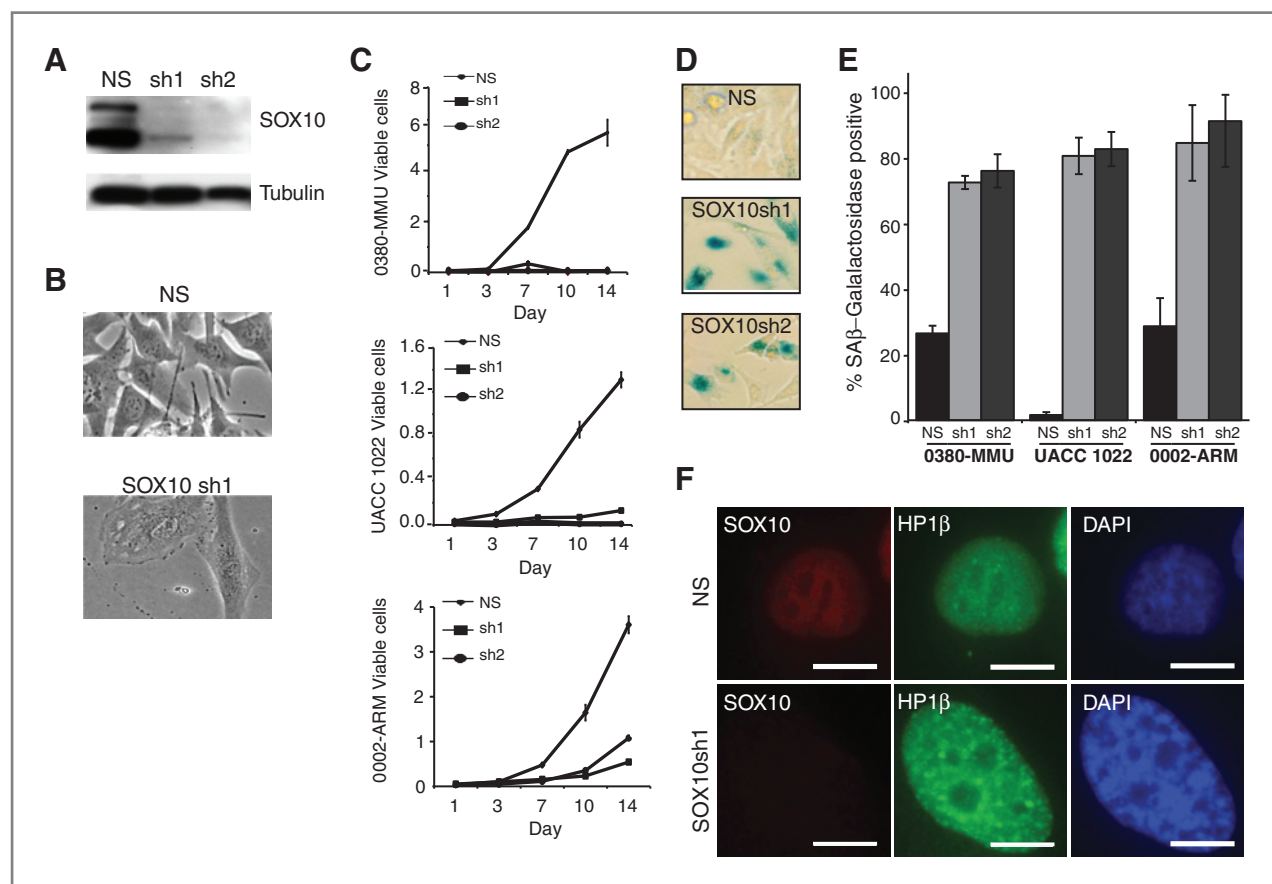 A
NS sh1 sh2
SOX10
Tubulin
B
NS
SOX10 sh1
C
0380-MMU Viable cells
NS
sh1
sh2
8
6
4
2
0
1 3 7 10 14
Day
UACC 1022 Viable cells
NS
sh1
sh2
1.6
1.2
0.8
0.4
0.0
1 3 7 10 14
Day
0002-ARM Viable cells
NS
sh1
sh2
4
3
2
1
0
1 3 7 10 14
Day
D
NS
SOX10sh1
SOX10sh2
E
% SAβ–Galalactosidase positive
100
80
60
40
20
0
NS sh1 sh2 NS sh1 sh2 NS sh1 sh2
0380-MMU UACC 1022 0002-ARM
F
NS
SOX10 HP1β DAPI
SOX10sh1
SOX10 HP1β DAPI